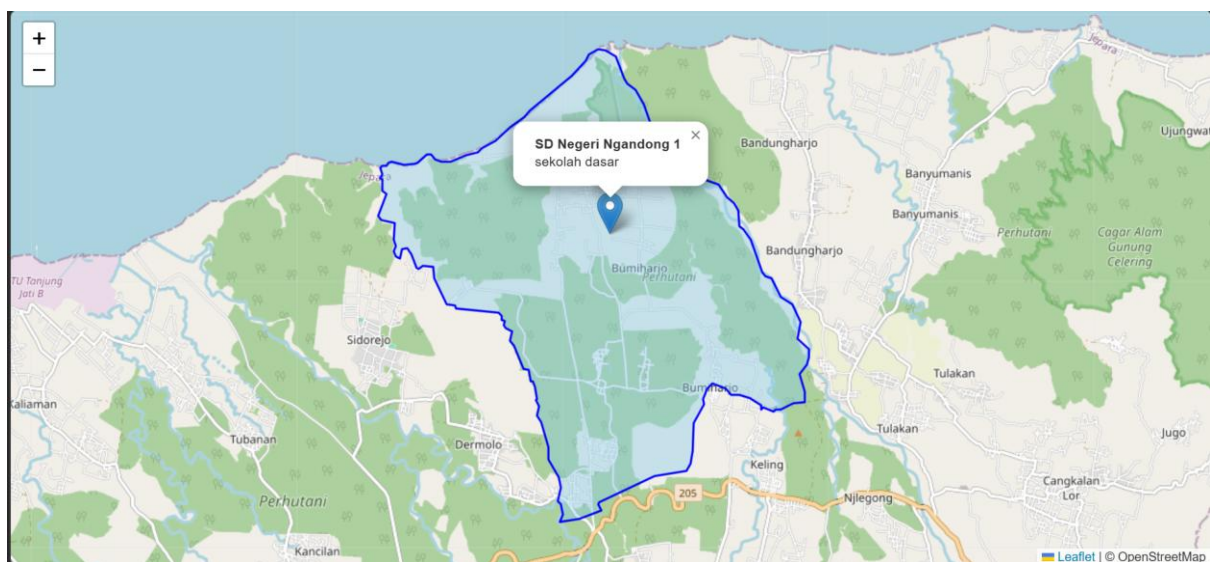 +
−
Jepara
Jepara
SD Negeri Ngandong 1
sekolah dasar
×
Bandungharjo
Ujungwat
Banyumanis
Banyumanis
Perhutani
Cagar Alam
Gunung
Celering
Bandungharjo
TU Tanjung
Jati B
Bumiharjo
Perhutani
Sidorejo
Tulakan
Bumiharjo
Kaliaman
Tubanan
Dermolo
Tulakan
Jugo
Keling
Cangkalan
Lor
205
Njlegong
Perhutani
Kancilan
Leaflet | © OpenStreetMap